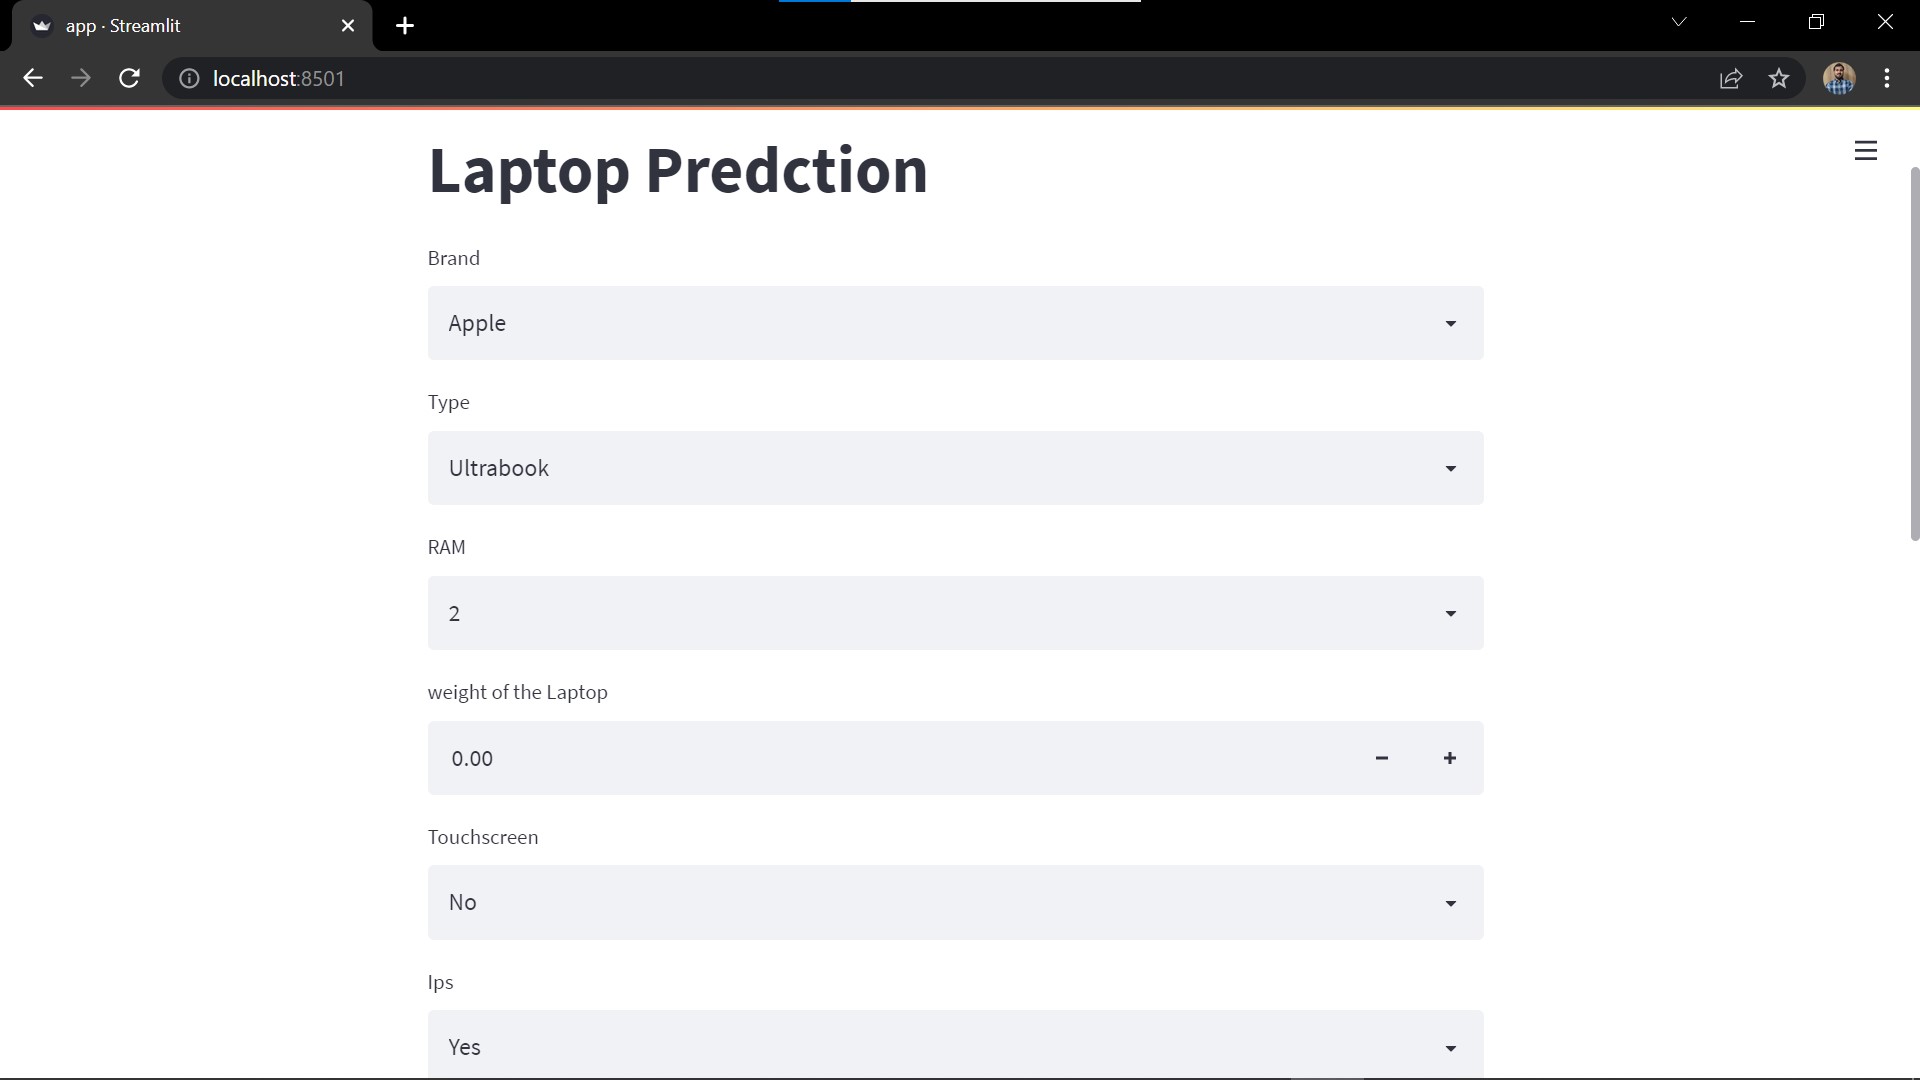 app · Streamlit
localhost:8501
Laptop Predction
Brand
Apple
Type
Ultrabook
RAM
2
weight of the Laptop
0.00
Touchscreen
No
Ips
Yes